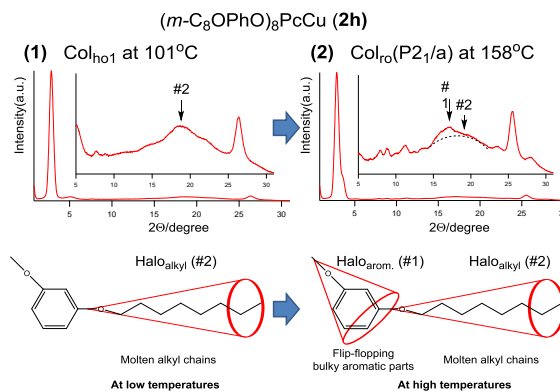 (m-C8OPhO)8PcCu (2h)
(1) Colho1 at 101oC
(2) Colro(P21/a) at 158oC
Intensity(a.u.)
#2
5 10 15 20 25 30
5 10 15 20 25 30
2Θ/degree
Intensity(a.u.)
#
1
#2
5 10 15 20 25 30
5 10 15 20 25 30
2Θ/degree
Haloalkyl (#2)
O
O
Molten alkyl chains
At low temperatures
Haloarom. (#1)
Haloalkyl (#2)
O
O
Flip-flopping
bulky aromatic parts
Molten alkyl chains
At high temperatures